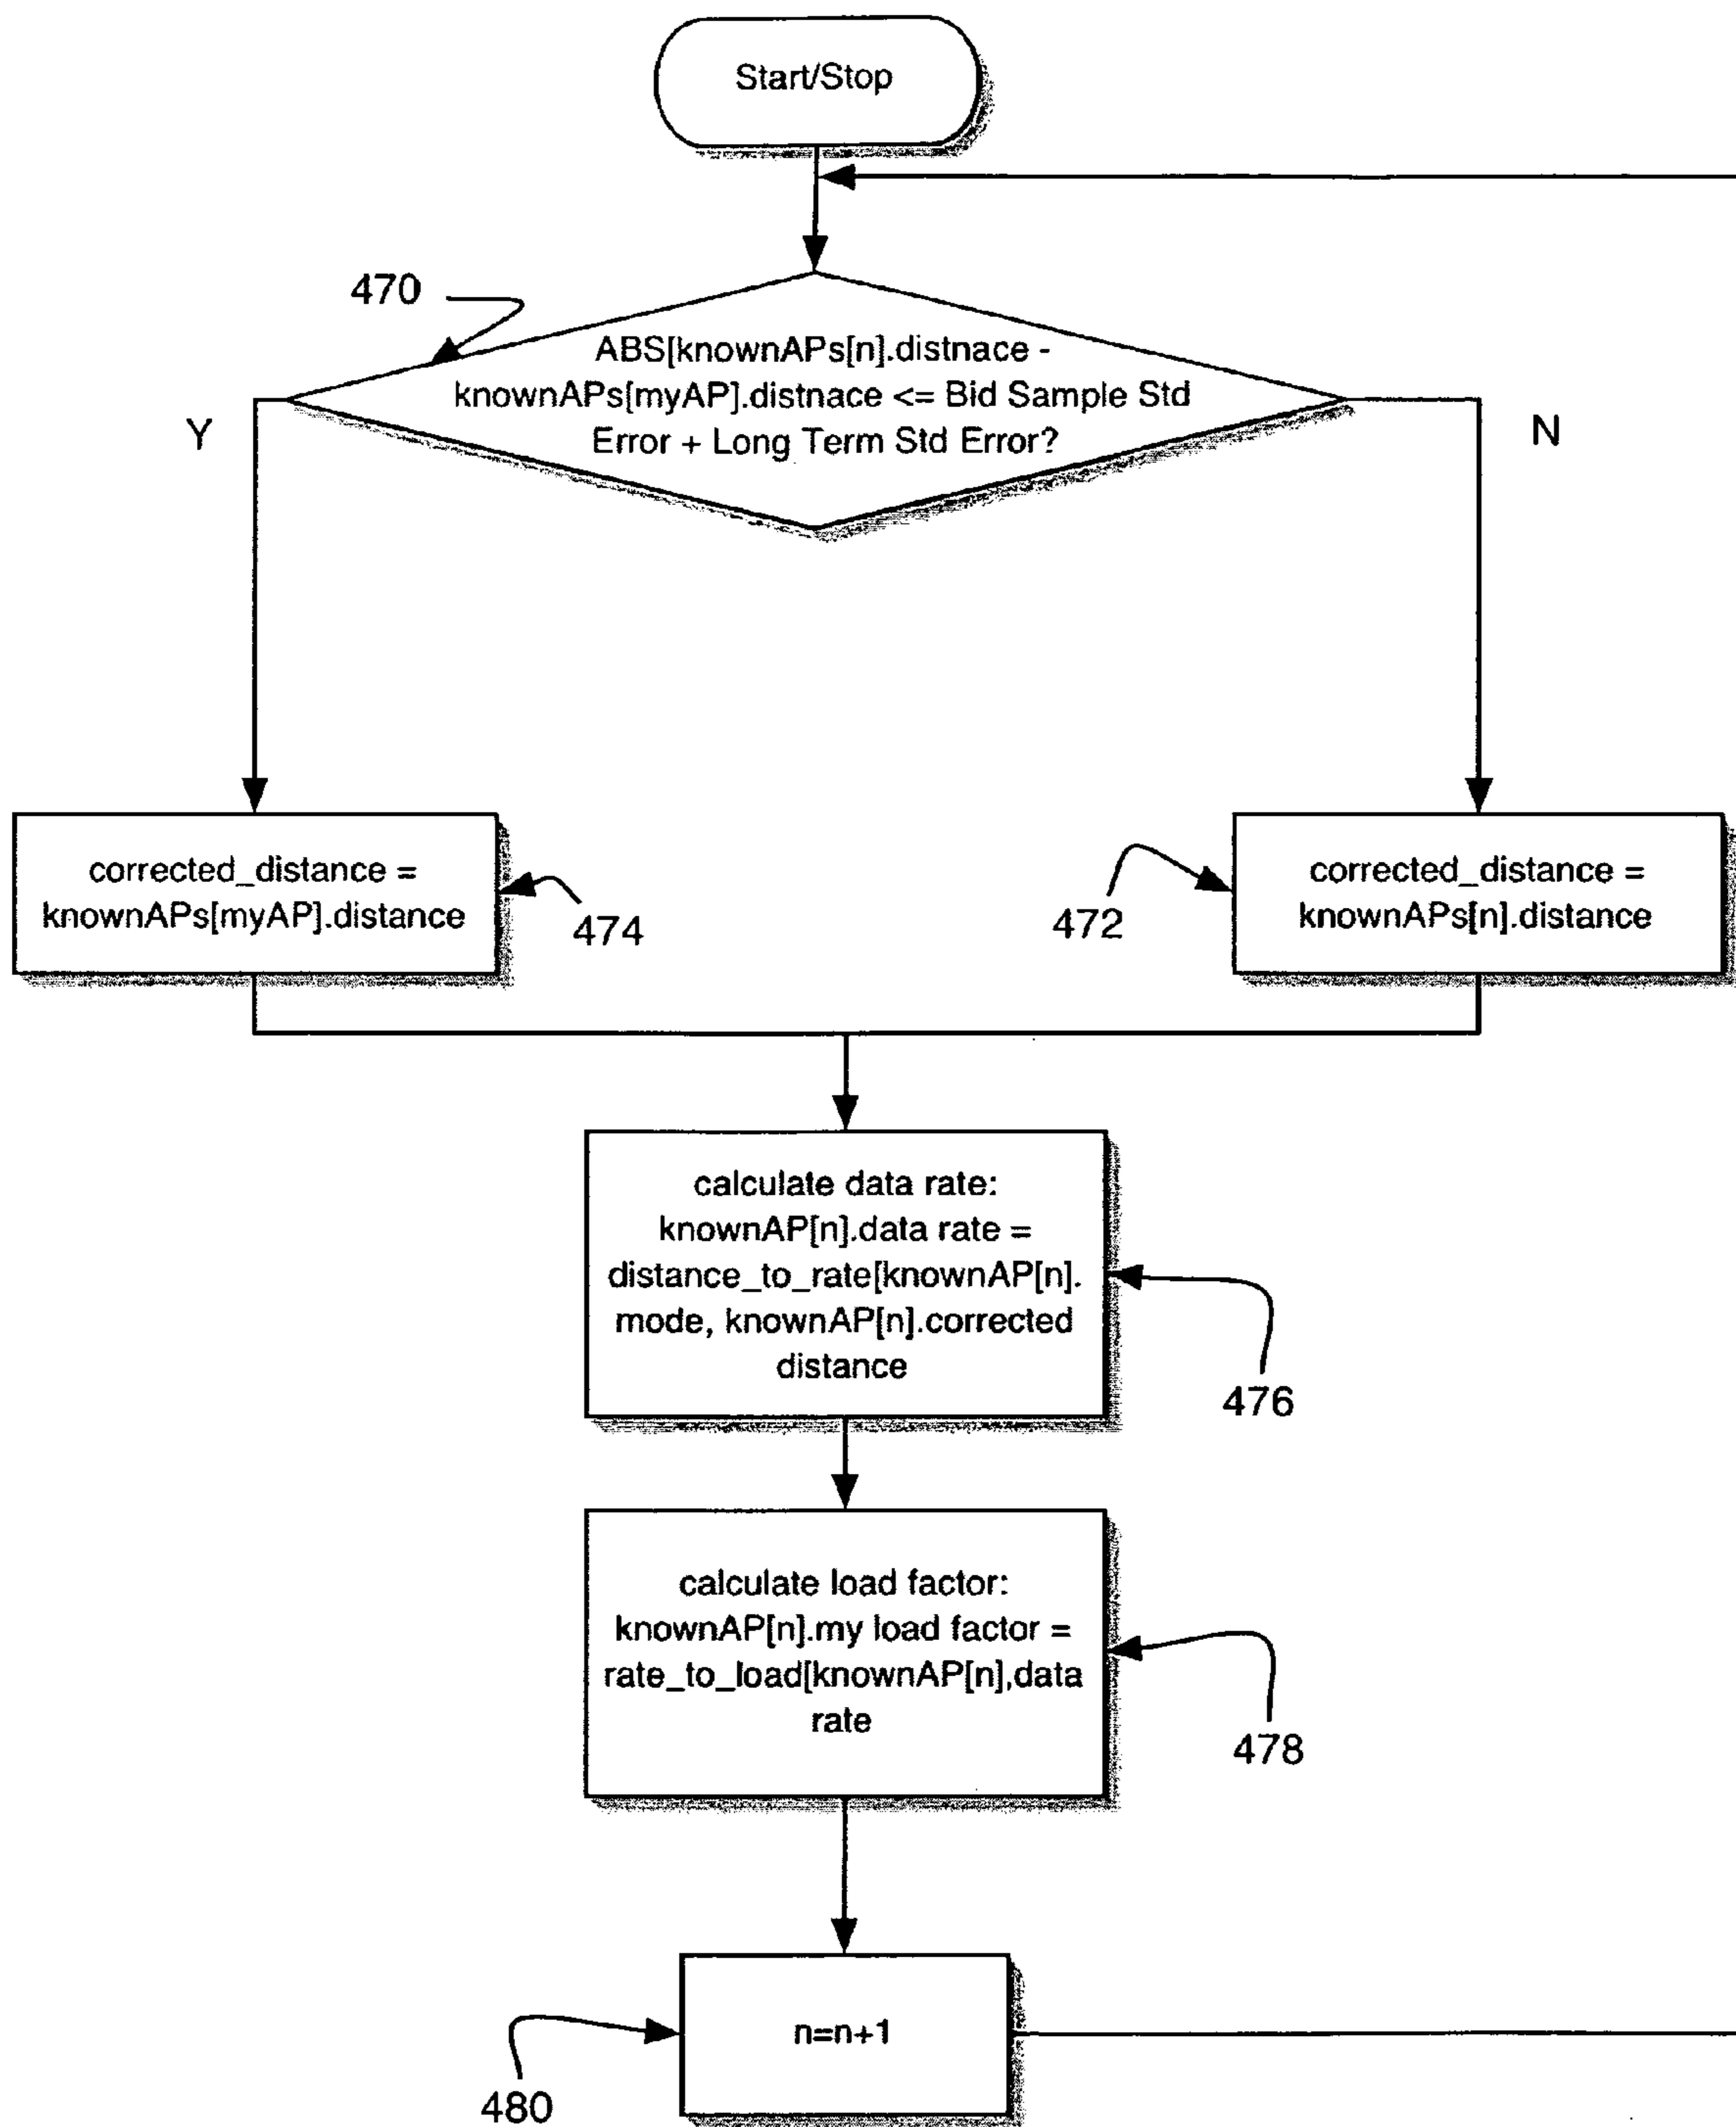 Start/Stop
470
ABS[knownAPs[n].distnace -
knownAPs[myAP].distnace <= Bid Sample Std
Error + Long Term Std Error?
Y
N
corrected_distance =
knownAPs[myAP].distance
474
472
corrected_distance =
knownAPs[n].distance
calculate data rate:
knownAP[n].data rate =
distance_to_rate[knownAP[n].
mode, knownAP[n].corrected
distance
476
calculate load factor:
knownAP[n].my load factor =
rate_to_load[knownAP[n],data
rate
478
n=n+1
480